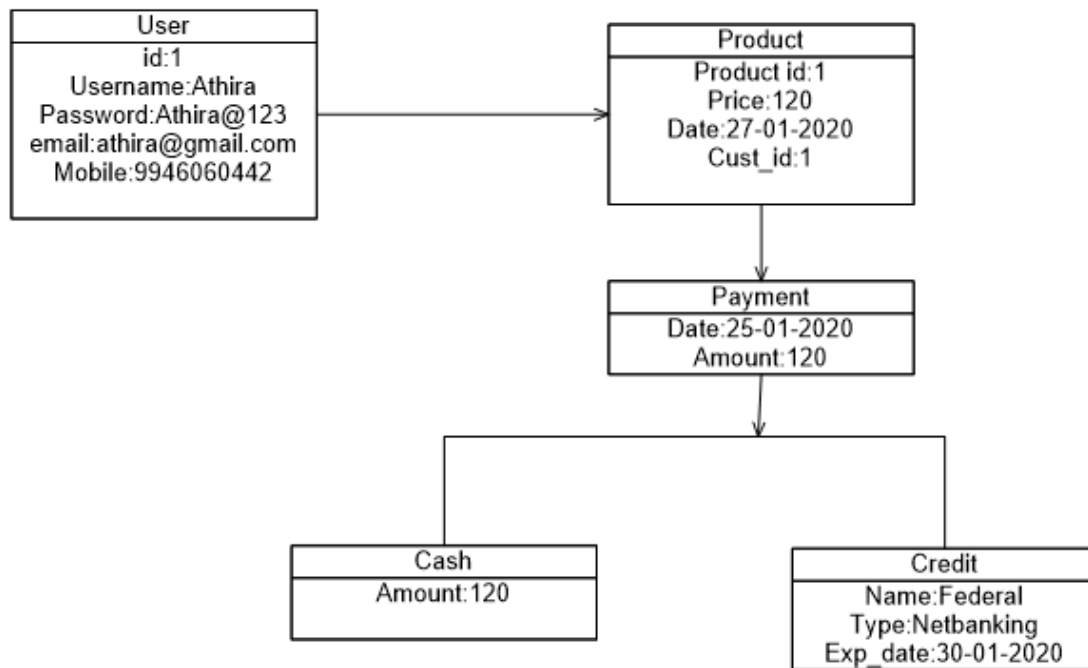 User
id:1
Username:Athira
Password:Athira@123
email:athira@gmail.com
Mobile:9946060442
Product
Product id:1
Price:120
Date:27-01-2020
Cust_id:1
Payment
Date:25-01-2020
Amount:120
Cash
Amount:120
Credit
Name:Federal
Type:Netbanking
Exp_date:30-01-2020